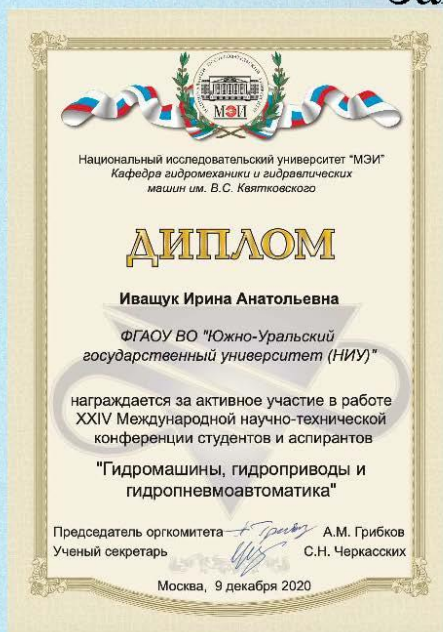 МЭИ
Национальный исследовательский университет "МЭИ"
Кафедра гидромеханики и гидравлических
машин им. В.С. Квятковского
ДИПЛОМ
Иващук Ирина Анатольевна
ФГАОУ ВО "Южно-Уральский
государственный университет (НИУ)"
награждается за активное участие в работе
XXIV Международной научно-технической
конференции студентов и аспирантов
"Гидромашины, гидроприводы и
гидропневмоавтоматика"
Председатель оргкомитета А.М. Грибков
Ученый секретарь С.Н. Черкасских
Москва, 9 декабря 2020